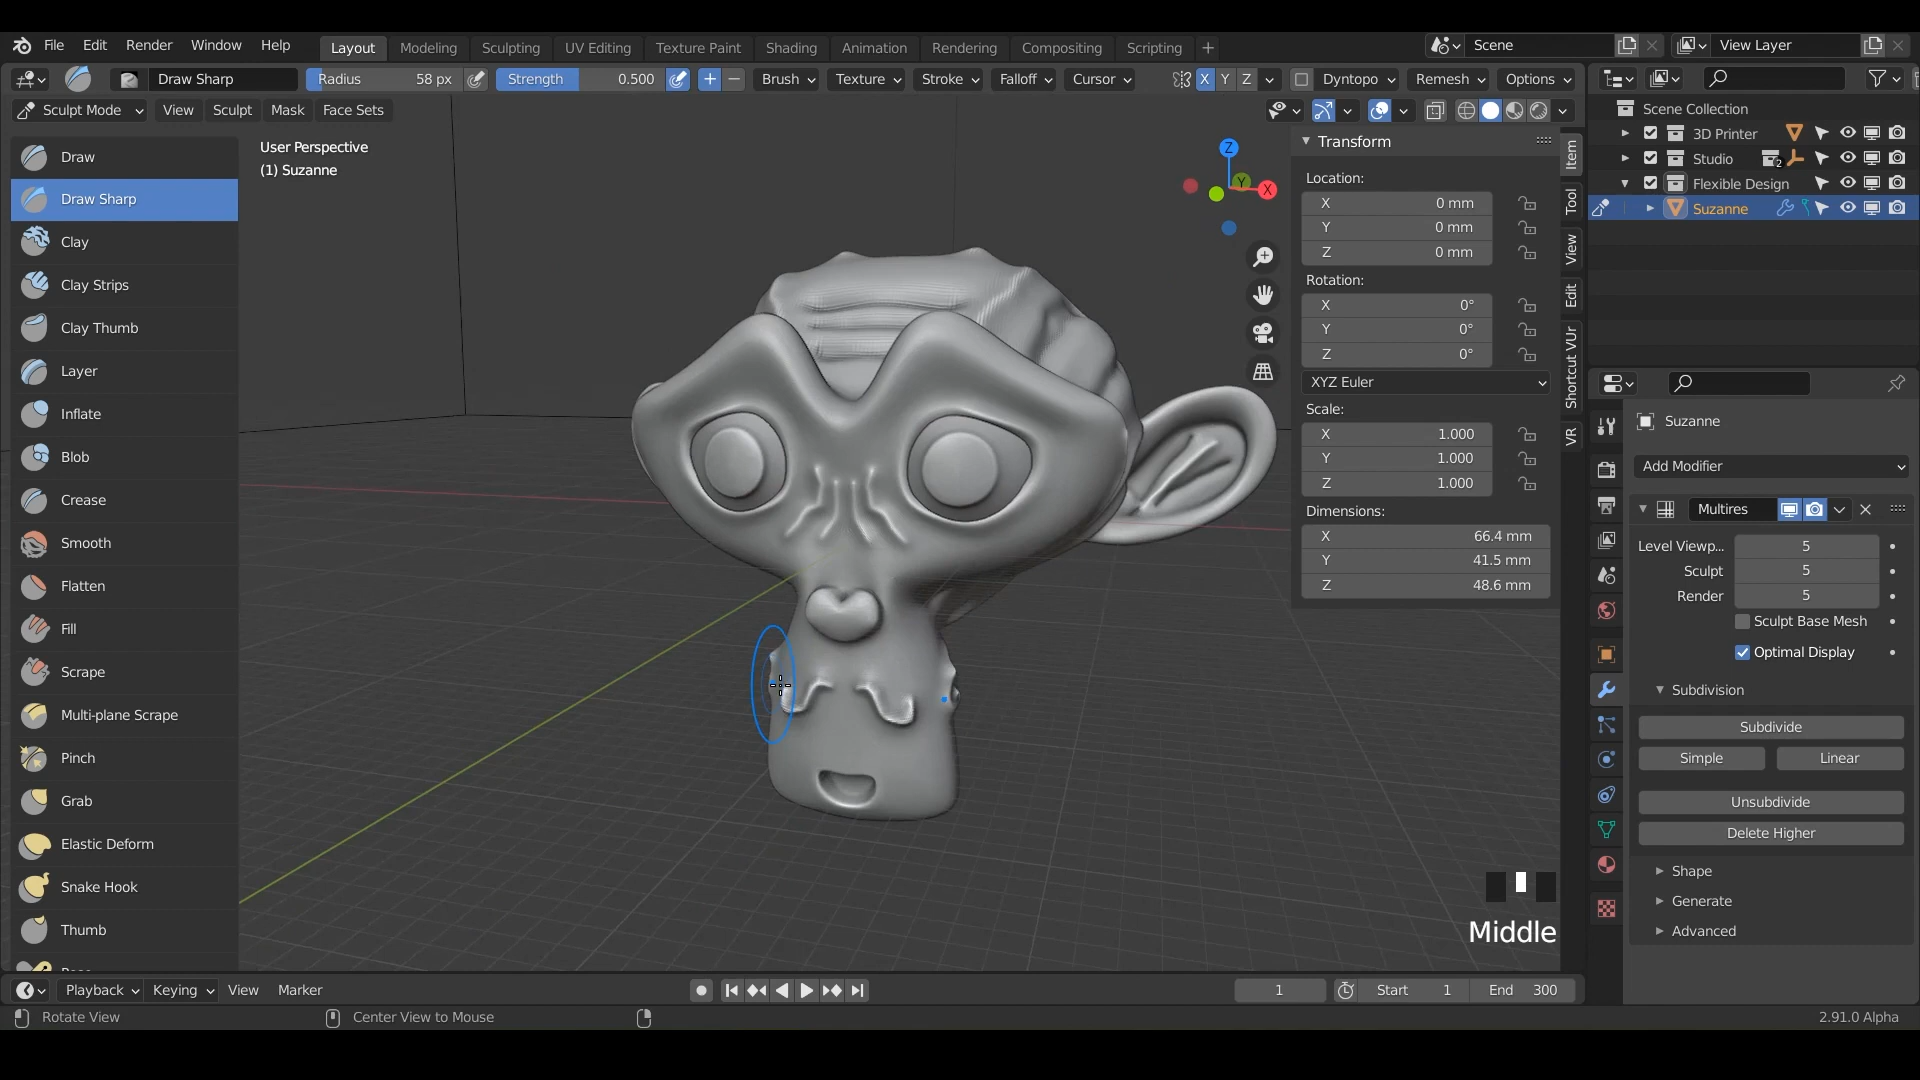 File Edit Render Window Help Layout Modeling Sculpting UV Editing Texture Paint Shading Animation Rendering Compositing Scripting + Scene View Layer
Draw Sharp Radius 58 px Strength 0.500 Brush Texture Stroke Falloff Cursor X Y Z Dyntopo Remesh Options
Sculpt Mode View Sculpt Mask Face Sets
User Perspective
(1) Suzanne
Draw
Draw Sharp
Clay
Clay Strips
Clay Thumb
Layer
Inflate
Blob
Crease
Smooth
Flatten
Fill
Scrape
Multi-plane Scrape
Pinch
Grab
Elastic Deform
Snake Hook
Thumb
Z
Y
X
Transform
Location:
X 0 mm
Y 0 mm
Z 0 mm
Rotation:
X 0°
Y 0°
Z 0°
XYZ Euler
Scale:
X 1.000
Y 1.000
Z 1.000
Dimensions:
X 66.4 mm
Y 41.5 mm
Z 48.6 mm
Item
Tool
View
Edit
Shortcut VUr
VR
Scene Collection
3D Printer
Studio 2
Flexible Design
Suzanne
Suzanne
Add Modifier
Multires
Level Viewp... 5
Sculpt 5
Render 5
Sculpt Base Mesh
Optimal Display
Subdivision
Subdivide
Simple Linear
Unsubdivide
Delete Higher
Shape
Generate
Advanced
Middle
Playback Keying View Marker 1 Start 1 End 300
Rotate View Center View to Mouse 2.91.0 Alpha